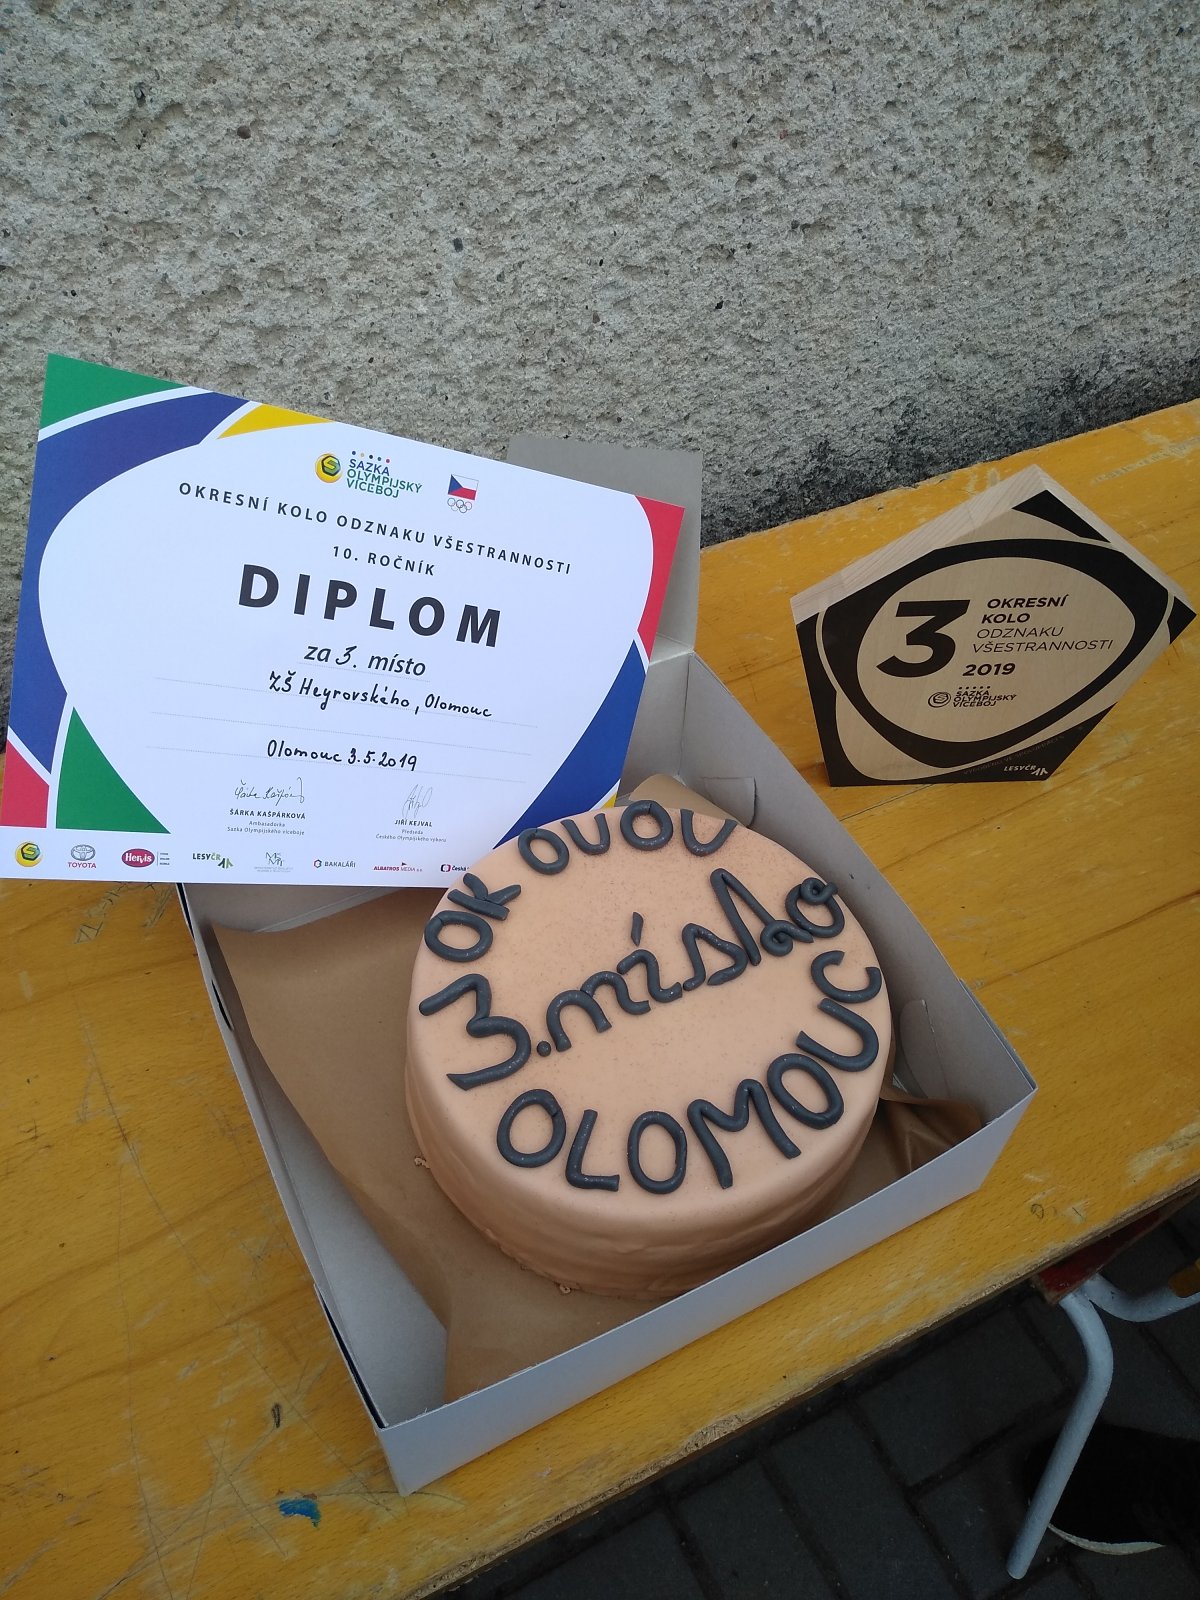 SAZKA
OLYMPIJSKÝ
VÍCEBOJ
OKRESNÍ KOLO ODZNAKU VŠESTRANNOSTI
10. ROČNÍK
DIPLOM
za 3. místo
ZŠ Heyrovského, Olomouc
Olomouc 3.5.2019
ŠÁRKA KAŠPÁRKOVÁ
Ambasadorka
Sazka Olympijského víceboje
JIŘÍ KEJVAL
Předseda
Českého Olympijského výboru
TOYOTA
Hervis
LESYČR
BAKALÁŘI
ALBATROS MEDIA a.s.
Česká
3
OKRESNÍ
KOLO
ODZNAKU
VŠESTRANNOSTI
2019
SAZKA
OLYMPIJSKÝ
VÍCEBOJ
LESYČR
OK OVOV
3. místo
OLOMOUC